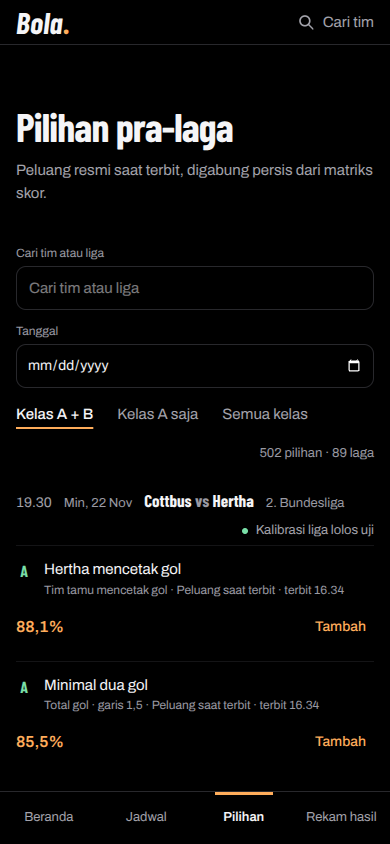 Bola.
Cari tim
Pilihan pra-laga
Peluang resmi saat terbit, digabung persis dari matriks
skor.
Cari tim atau liga
Cari tim atau liga
Tanggal
mm/dd/yyyy
Kelas A + B
Kelas A saja
Semua kelas
502 pilihan · 89 laga
19.30 Min, 22 Nov Cottbus vs Hertha 2. Bundesliga
Kalibrasi liga lolos uji
A Hertha mencetak gol
Tim tamu mencetak gol · Peluang saat terbit · terbit 16.34
88,1% Tambah
A Minimal dua gol
Total gol · garis 1,5 · Peluang saat terbit · terbit 16.34
85,5% Tambah
Beranda
Jadwal
Pilihan
Rekam hasil